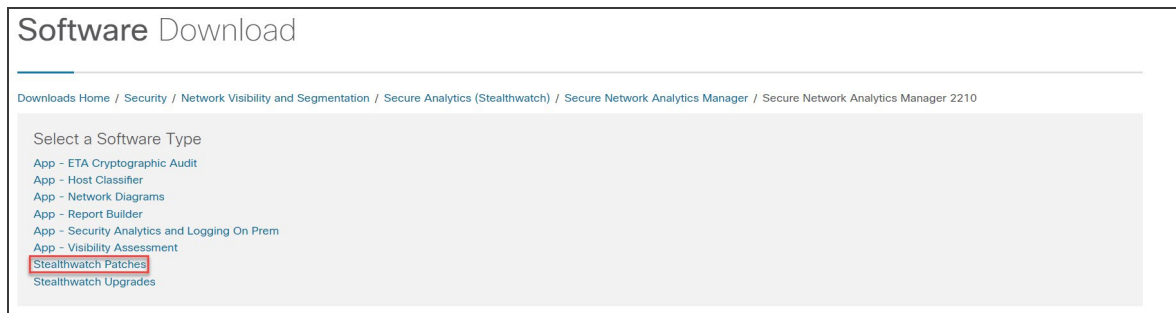 Software Download
Downloads Home / Security / Network Visibility and Segmentation / Secure Analytics (Stealthwatch) / Secure Network Analytics Manager / Secure Network Analytics Manager 2210
Select a Software Type
App - ETA Cryptographic Audit
App - Host Classifier
App - Network Diagrams
App - Report Builder
App - Security Analytics and Logging On Prem
App - Visibility Assessment
Stealthwatch Patches
Stealthwatch Upgrades